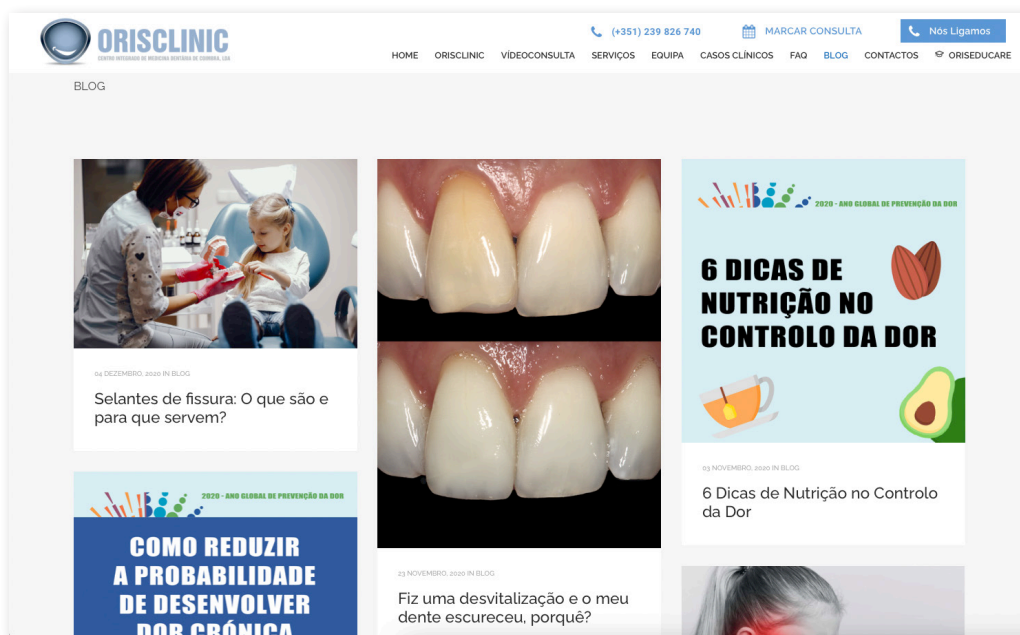 ORISCLINIC
CENTRO INTEGRADO DE MEDICINA DENTÁRIA DE COIMBRA, LDA
(+351) 239 826 740
MARCAR CONSULTA
Nós Ligamos
HOME ORISCLINIC VÍDEOCONSULTA SERVIÇOS EQUIPA CASOS CLÍNICOS FAQ BLOG CONTACTOS ORISEDUCARE
BLOG
04 DEZEMBRO, 2020 IN BLOG
Selantes de fissura: O que são e
para que servem?
2020 - ANO GLOBAL DE PREVENÇÃO DA DOR
COMO REDUZIR
A PROBABILIDADE
DE DESENVOLVER
DOR CRÓNICA
23 NOVEMBRO, 2020 IN BLOG
Fiz uma desvitalização e o meu
dente escureceu, porquê?
2020 - ANO GLOBAL DE PREVENÇÃO DA DOR
6 DICAS DE
NUTRIÇÃO NO
CONTROLO DA DOR
03 NOVEMBRO, 2020 IN BLOG
6 Dicas de Nutrição no Controlo
da Dor